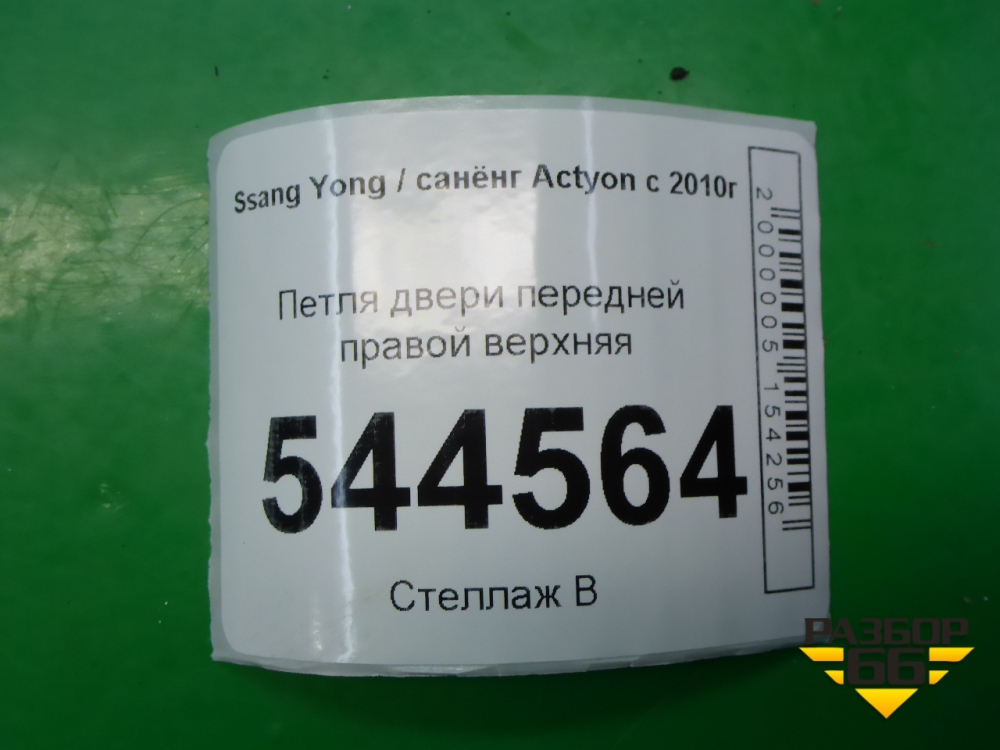 Ssang Yong / санёнг Actyon с 2010г
Петля двери передней
правой верхняя
544564
Стеллаж В
2000005154256
РАЗБОР
66